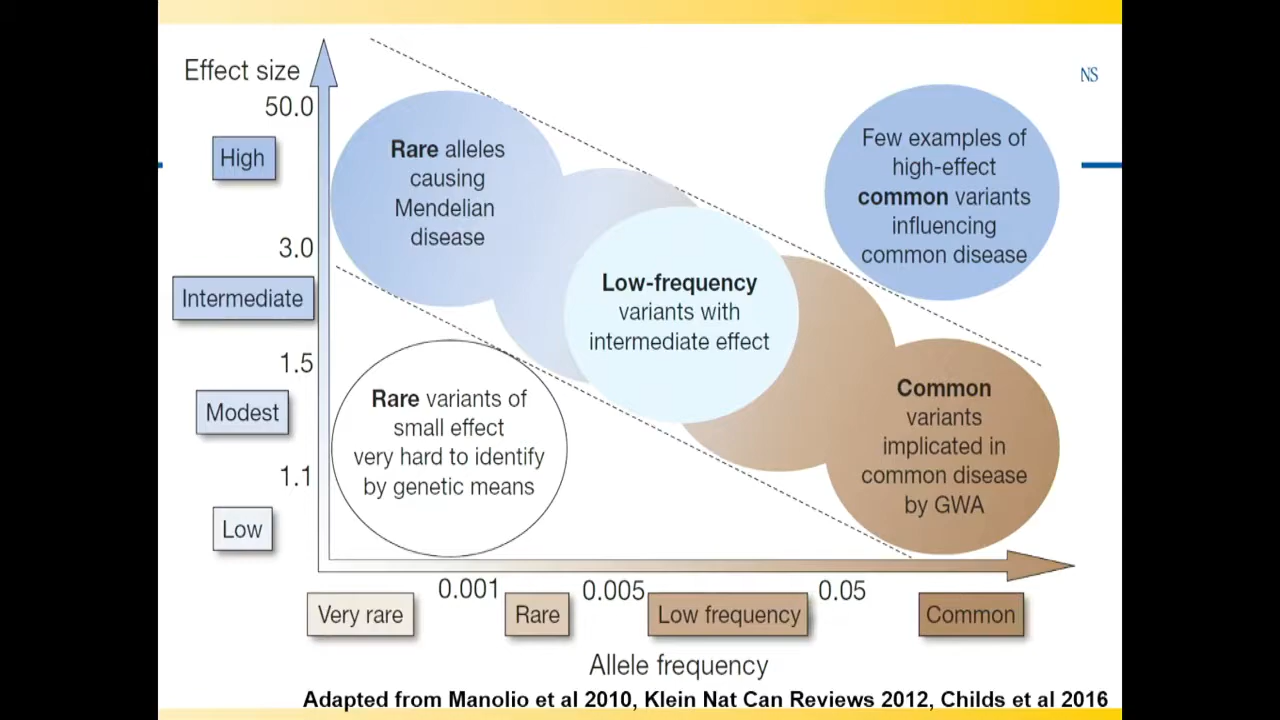 NS
Effect size
50.0
High
3.0
Intermediate
1.5
Modest
1.1
Low
Rare alleles
causing
Mendelian
disease
Few examples of
high-effect
common variants
influencing
common disease
Low-frequency
variants with
intermediate effect
Rare variants of
small effect
very hard to identify
by genetic means
Common
variants
implicated in
common disease
by GWA
0.001
0.005
0.05
Very rare
Rare
Low frequency
Common
Allele frequency
Adapted from Manolio et al 2010, Klein Nat Can Reviews 2012, Childs et al 2016